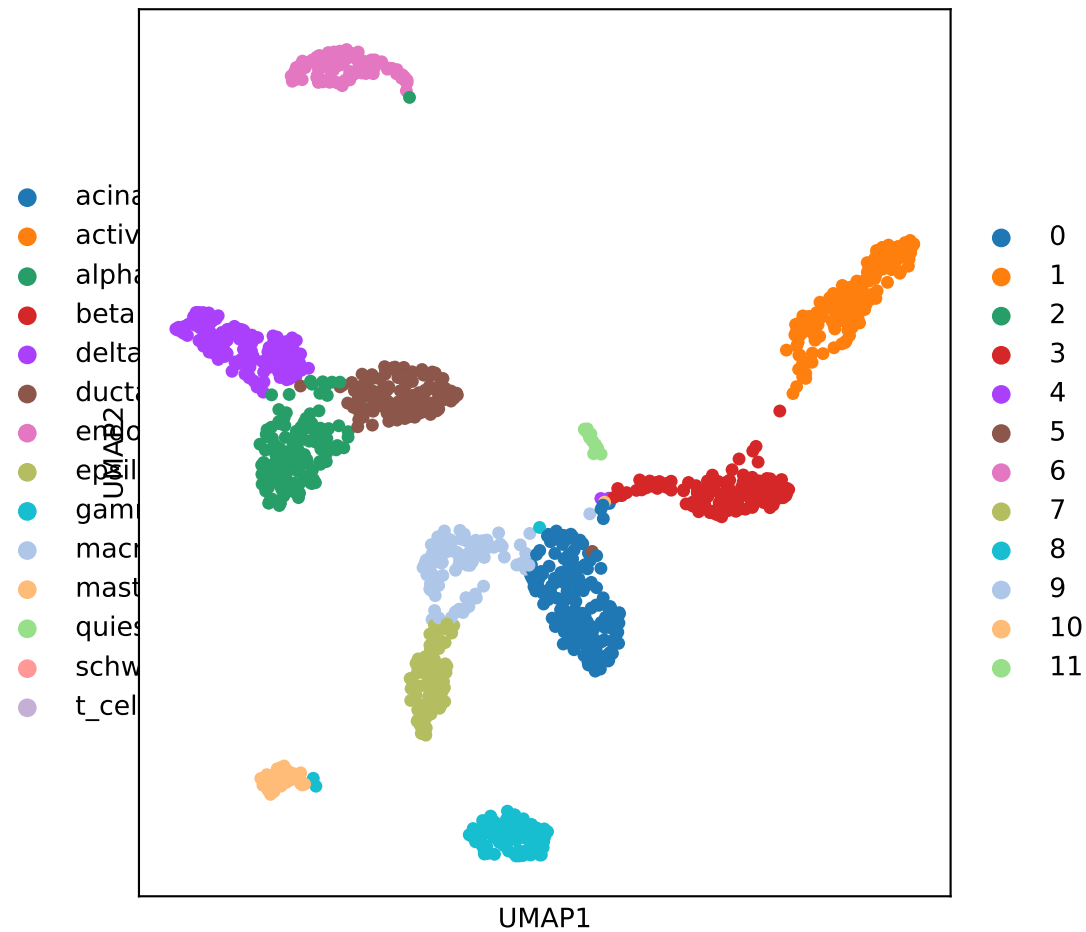 acina
activ
alpha
beta
delta
ducta
endo
epsil
gamm
macr
mast
quies
schw
t_cel
UMAP2
UMAP1
0
1
2
3
4
5
6
7
8
9
10
11